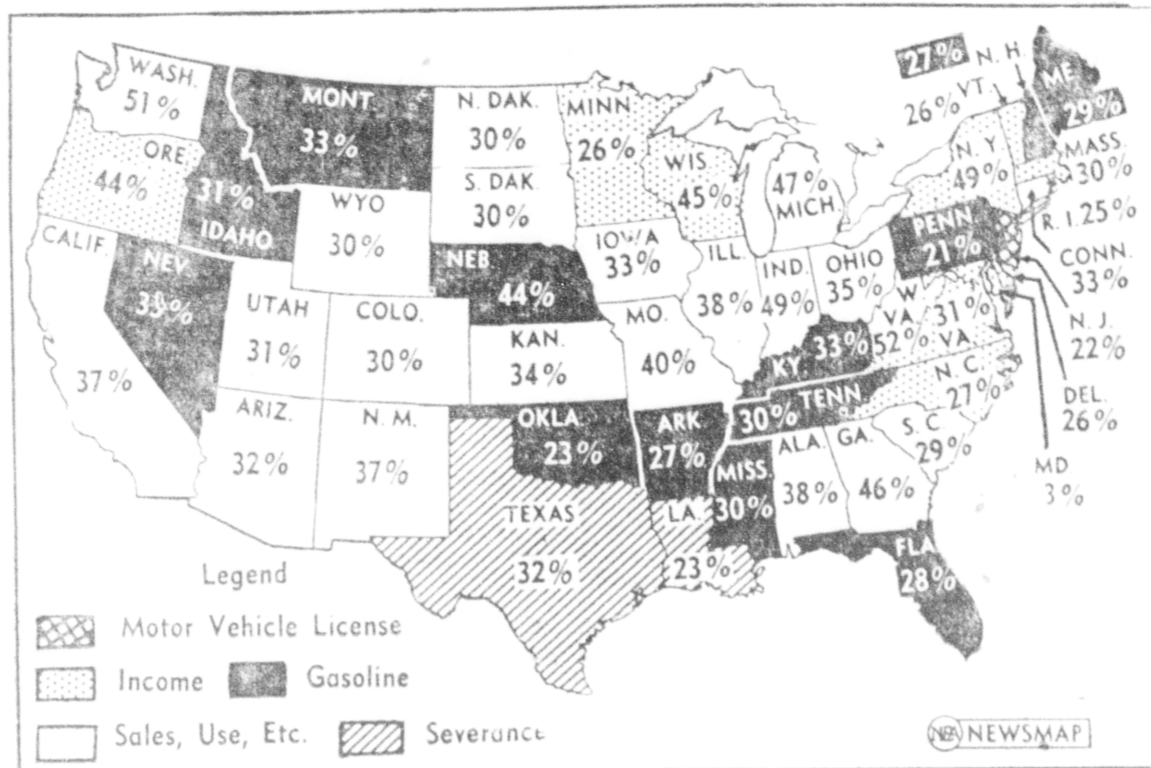 WASH.
51%
ORE.
44%
CALIF.
37%
MONT.
33%
31%
IDAHO
NEV.
WYO
30%
UTAH
31%
COLO.
30%
ARIZ.
32%
N. M.
37%
N. DAK.
30%
S. DAK.
30%
NEB.
44%
KAN.
34%
OKLA.
23%
TEXAS
32%
MINN
26%
IOWA
33%
MO.
40%
ARK
27%
LA.
23%
WIS.
45%
ILL.
38%
47%
MICH.
IND.
49%
OHIO
35%
KY. 33%
30% TENN
MISS.
30%
ALA.
38%
GA.
46%
FLA
28%
S. C.
29%
N. C.
27%
W
VA
52%
31%
VA.
PENN
21%
N. Y
49%
27% N. H.
26% VT.
ME.
29%
MASS.
30%
R. I. 25%
CONN.
33%
N. J.
22%
DEL.
26%
MD
Legend
Motor Vehicle License
Income
Gasoline
Sales, Use, Etc.
Severance
NEA NEWSMAP